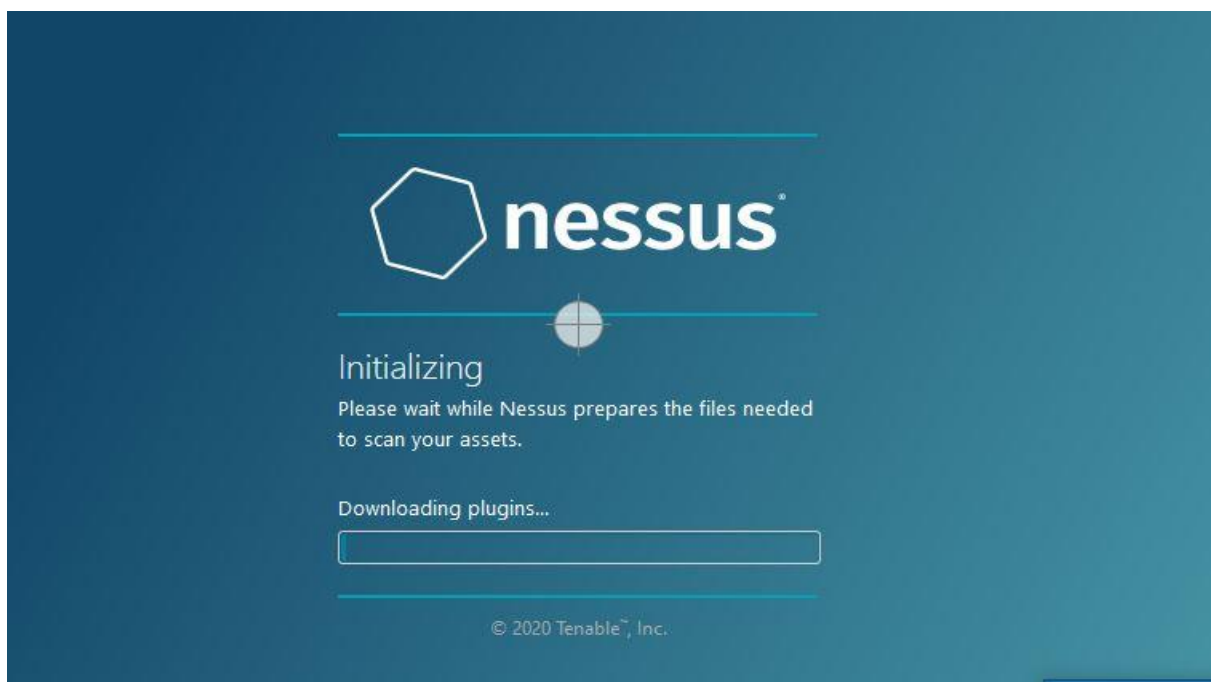 nessus®
Initializing
Please wait while Nessus prepares the files needed
to scan your assets.
Downloading plugins...
© 2020 Tenable™, Inc.